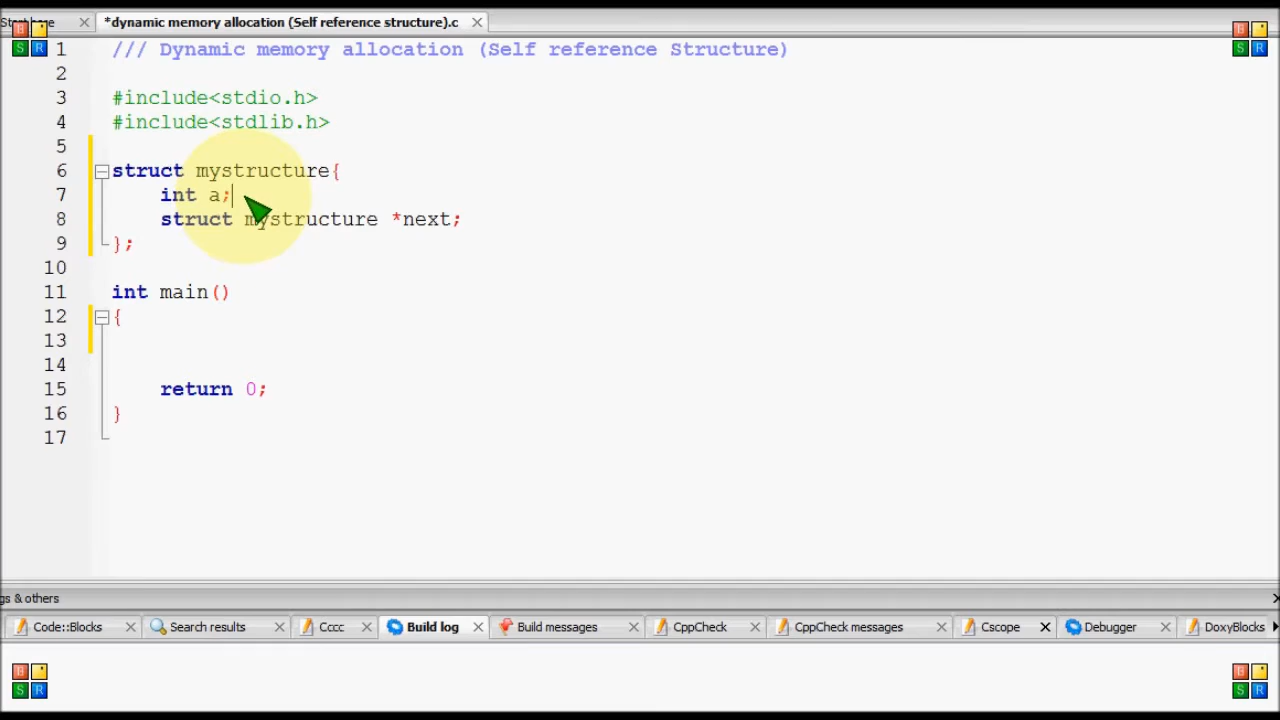 Start here *dynamic memory allocation (Self reference structure).c
1 /// Dynamic memory allocation (Self reference Structure)
2
3 #include<stdio.h>
4 #include<stdlib.h>
5
6 struct mystructure{
7 int a;
8 struct mystructure *next;
9 };
10
11 int main()
12 {
13
14
15 return 0;
16 }
17
gs & others
Code::Blocks Search results Cccc Build log Build messages CppCheck CppCheck messages Cscope Debugger DoxyBlocks
B S R
B S R
B S R
B S R